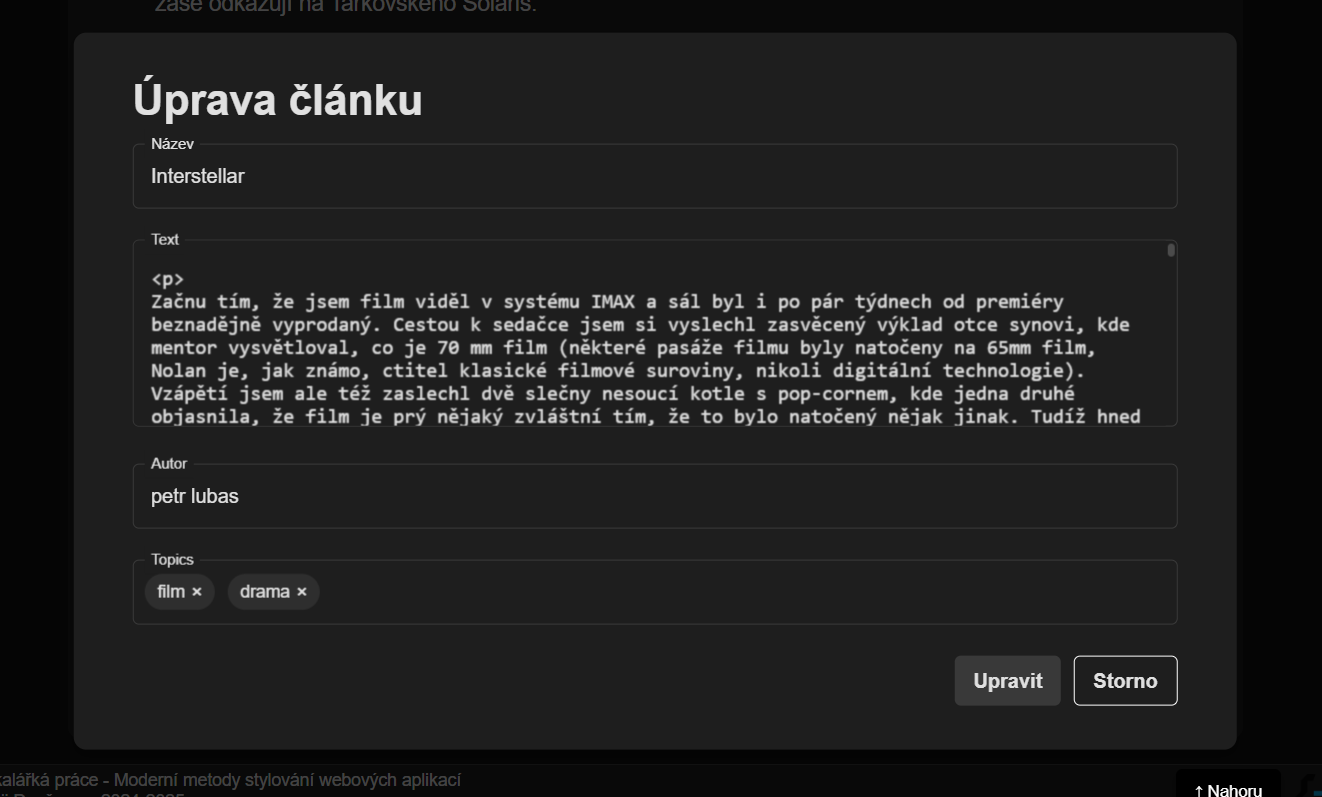 zase odkazují na Tarkovského Solaris.
Úprava článku
Název
Interstellar
Text
<p>
Začnu tím, že jsem film viděl v systému IMAX a sál byl i po pár týdnech od premiéry
beznadějně vyprodaný. Cestou k sedačce jsem si vyslechl zasvěcený výklad otce synovi, kde
mentor vysvětloval, co je 70 mm film (některé pasáže filmu byly natočeny na 65mm film,
Nolan je, jak známo, ctitel klasické filmové suroviny, nikoli digitální technologie).
Vzápětí jsem ale též zaslechl dvě slečny nesoucí kotle s pop-cornem, kde jedna druhé
objasnila, že film je prý nějaký zvláštní tím, že to bylo natočený nějak jinak. Tudíž hned
Autor
petr lubas
Topics
film ×
drama ×
Upravit
Storno
kalářká práce - Moderní metody stylování webových aplikací
↑ Nahoru